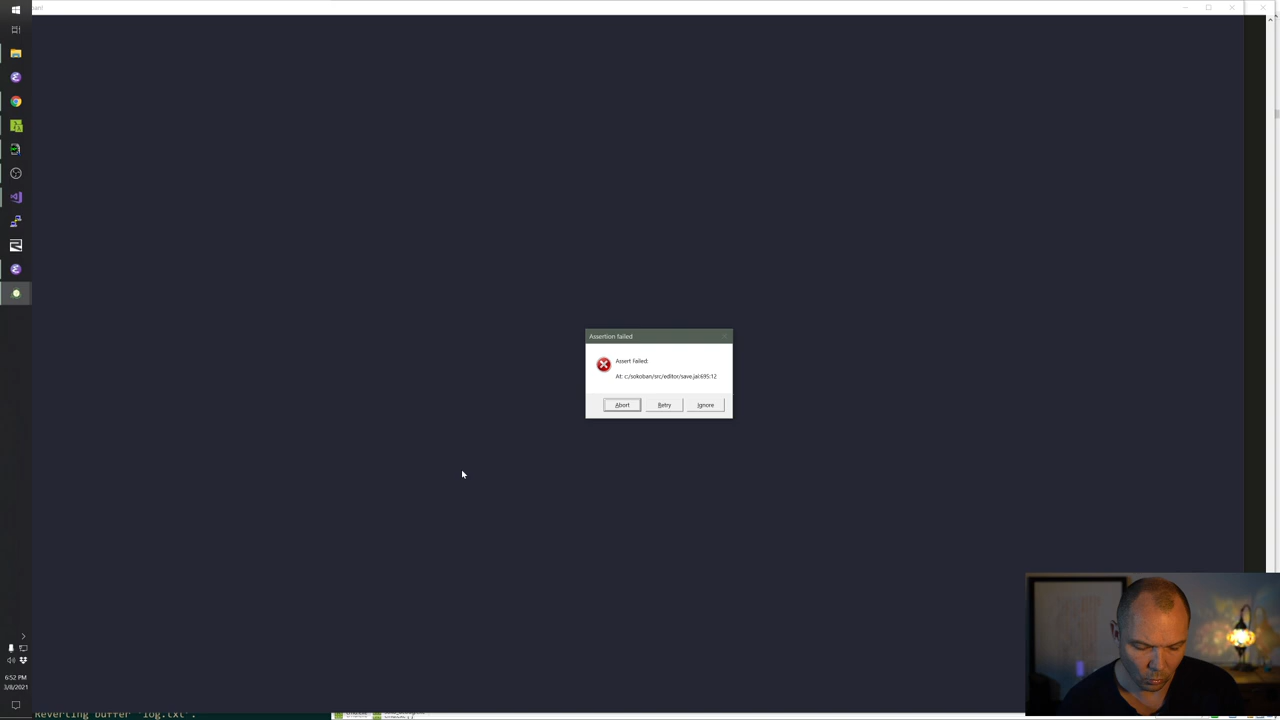 ban!
Assertion failed
Assert Failed:
At: c:/sokoban/src/editor/save.jai:695:12
Abort
Retry
Ignore
6:52 PM
3/8/2021
Reverting buffer 'log.txt'.